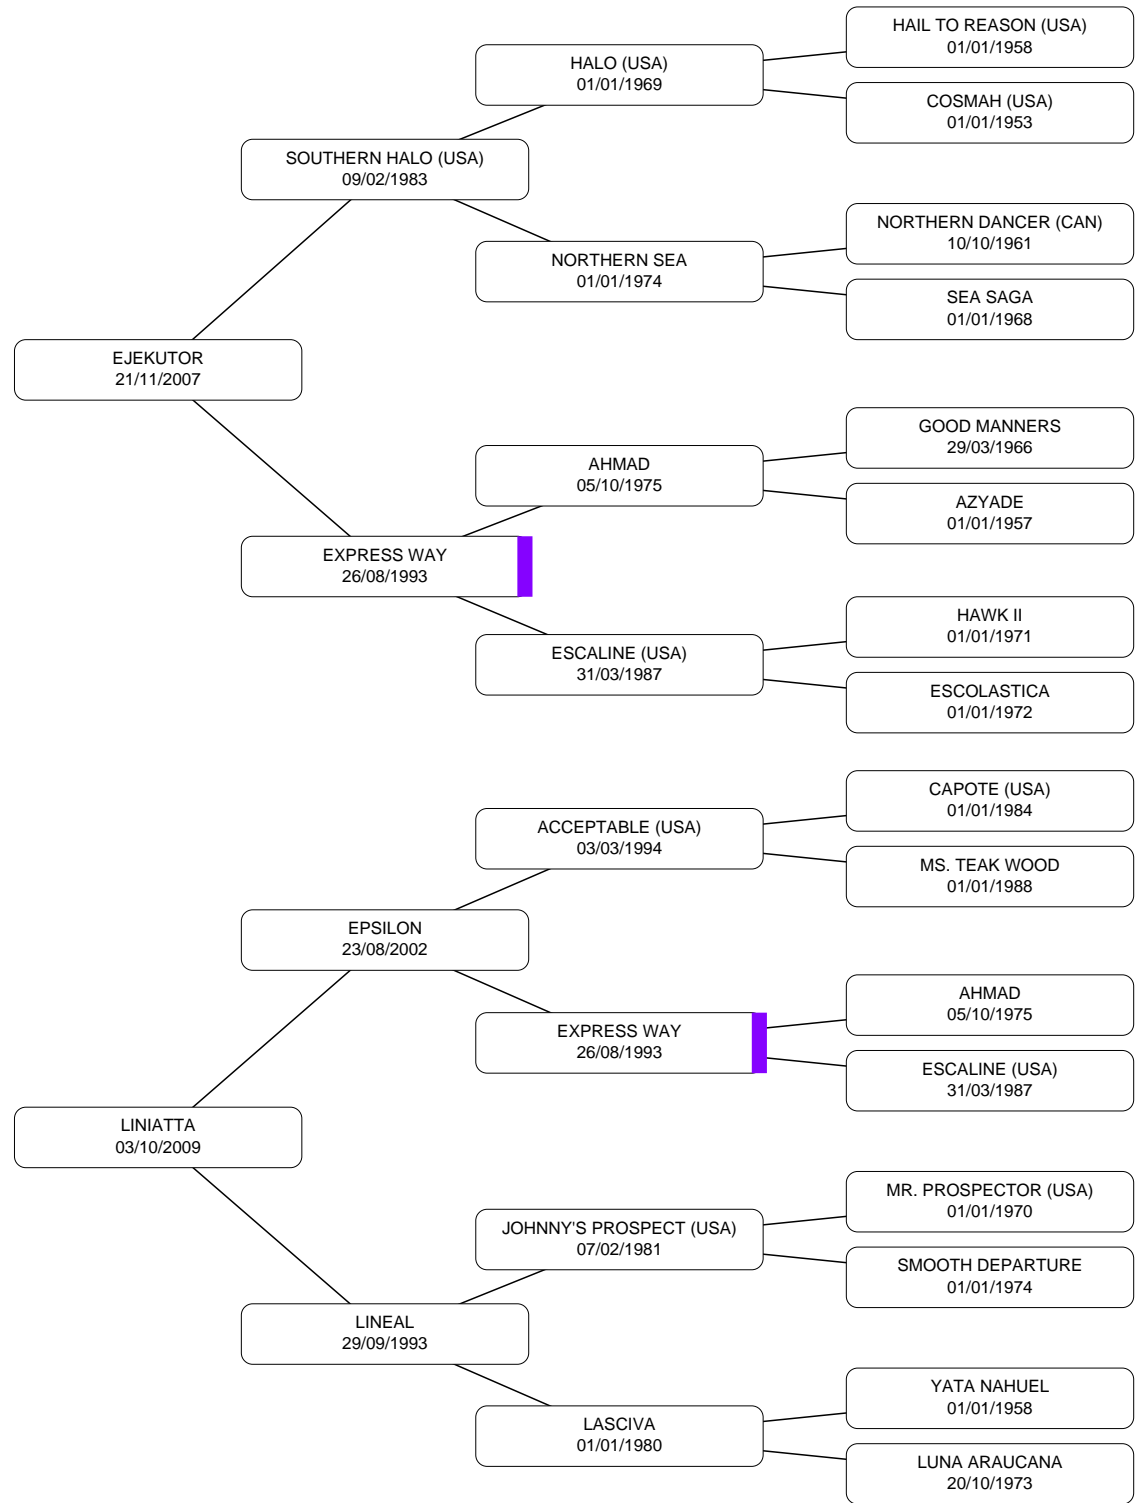 HAIL TO REASON (USA)
01/01/1958
HALO (USA)
01/01/1969
COSMAH (USA)
01/01/1953
SOUTHERN HALO (USA)
09/02/1983
NORTHERN DANCER (CAN)
10/10/1961
NORTHERN SEA
01/01/1974
SEA SAGA
01/01/1968
EJEKUTOR
21/11/2007
GOOD MANNERS
29/03/1966
AHMAD
05/10/1975
AZYADE
01/01/1957
EXPRESS WAY
26/08/1993
HAWK II
01/01/1971
ESCALINE (USA)
31/03/1987
ESCOLASTICA
01/01/1972
CAPOTE (USA)
01/01/1984
ACCEPTABLE (USA)
03/03/1994
MS. TEAK WOOD
01/01/1988
EPSILON
23/08/2002
AHMAD
05/10/1975
EXPRESS WAY
26/08/1993
ESCALINE (USA)
31/03/1987
LINIATTA
03/10/2009
MR. PROSPECTOR (USA)
01/01/1970
JOHNNY'S PROSPECT (USA)
07/02/1981
SMOOTH DEPARTURE
01/01/1974
LINEAL
29/09/1993
YATA NAHUEL
01/01/1958
LASCIVA
01/01/1980
LUNA ARAUCANA
20/10/1973